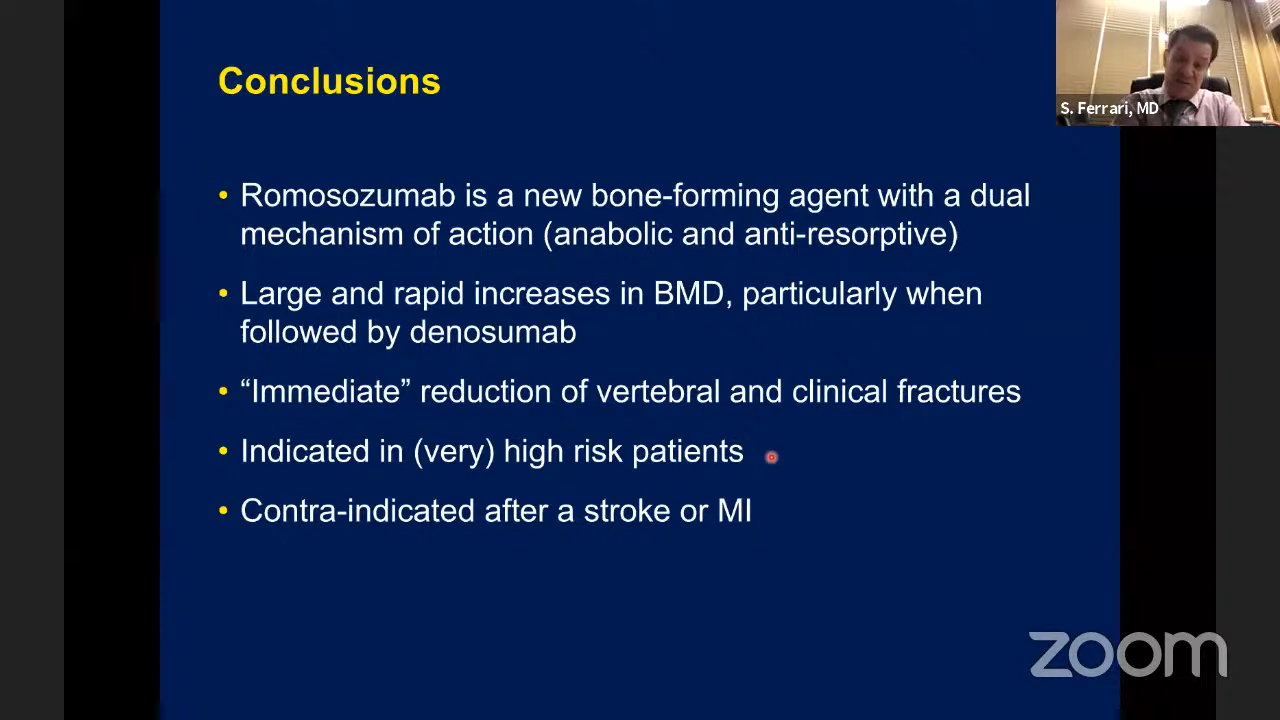 S. Ferrari, MD
Conclusions
• Romosozumab is a new bone-forming agent with a dual
mechanism of action (anabolic and anti-resorptive)
• Large and rapid increases in BMD, particularly when
followed by denosumab
• “Immediate” reduction of vertebral and clinical fractures
• Indicated in (very) high risk patients
• Contra-indicated after a stroke or MI
zoom